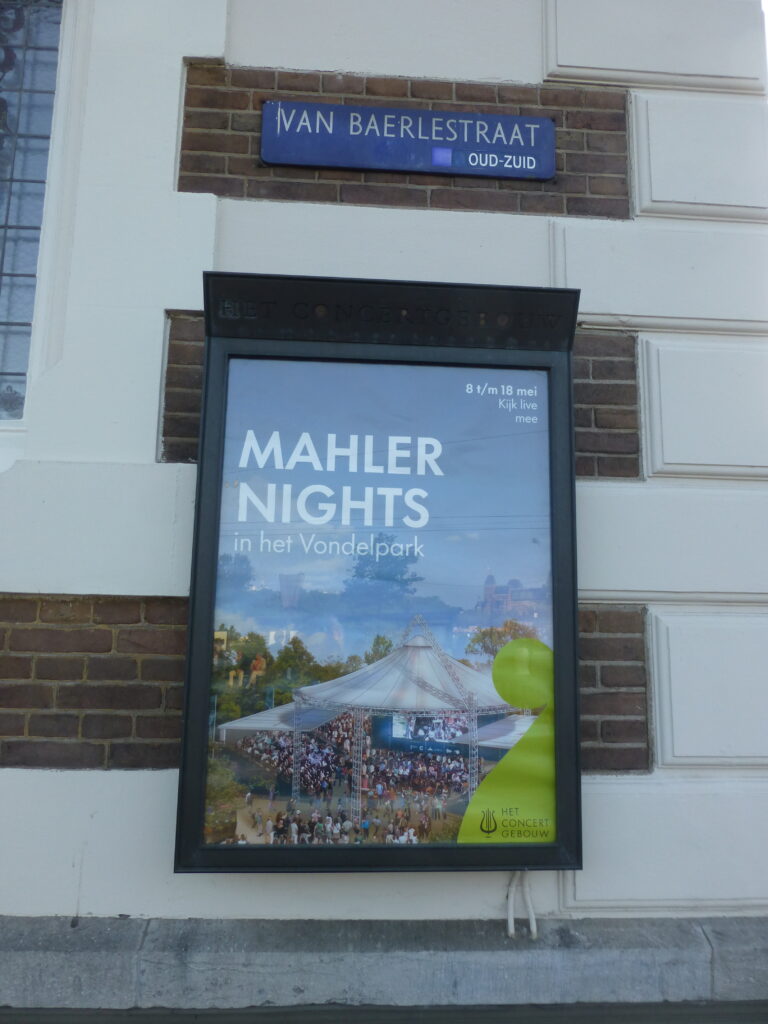 VAN BAERLESTRAAT
OUD-ZUID
HET CONCERTGEBOUW
8 t/m 18 mei
Kijk live
mee
MAHLER
NIGHTS
in het Vondelpark
HET
CONCERT
GEBOUW